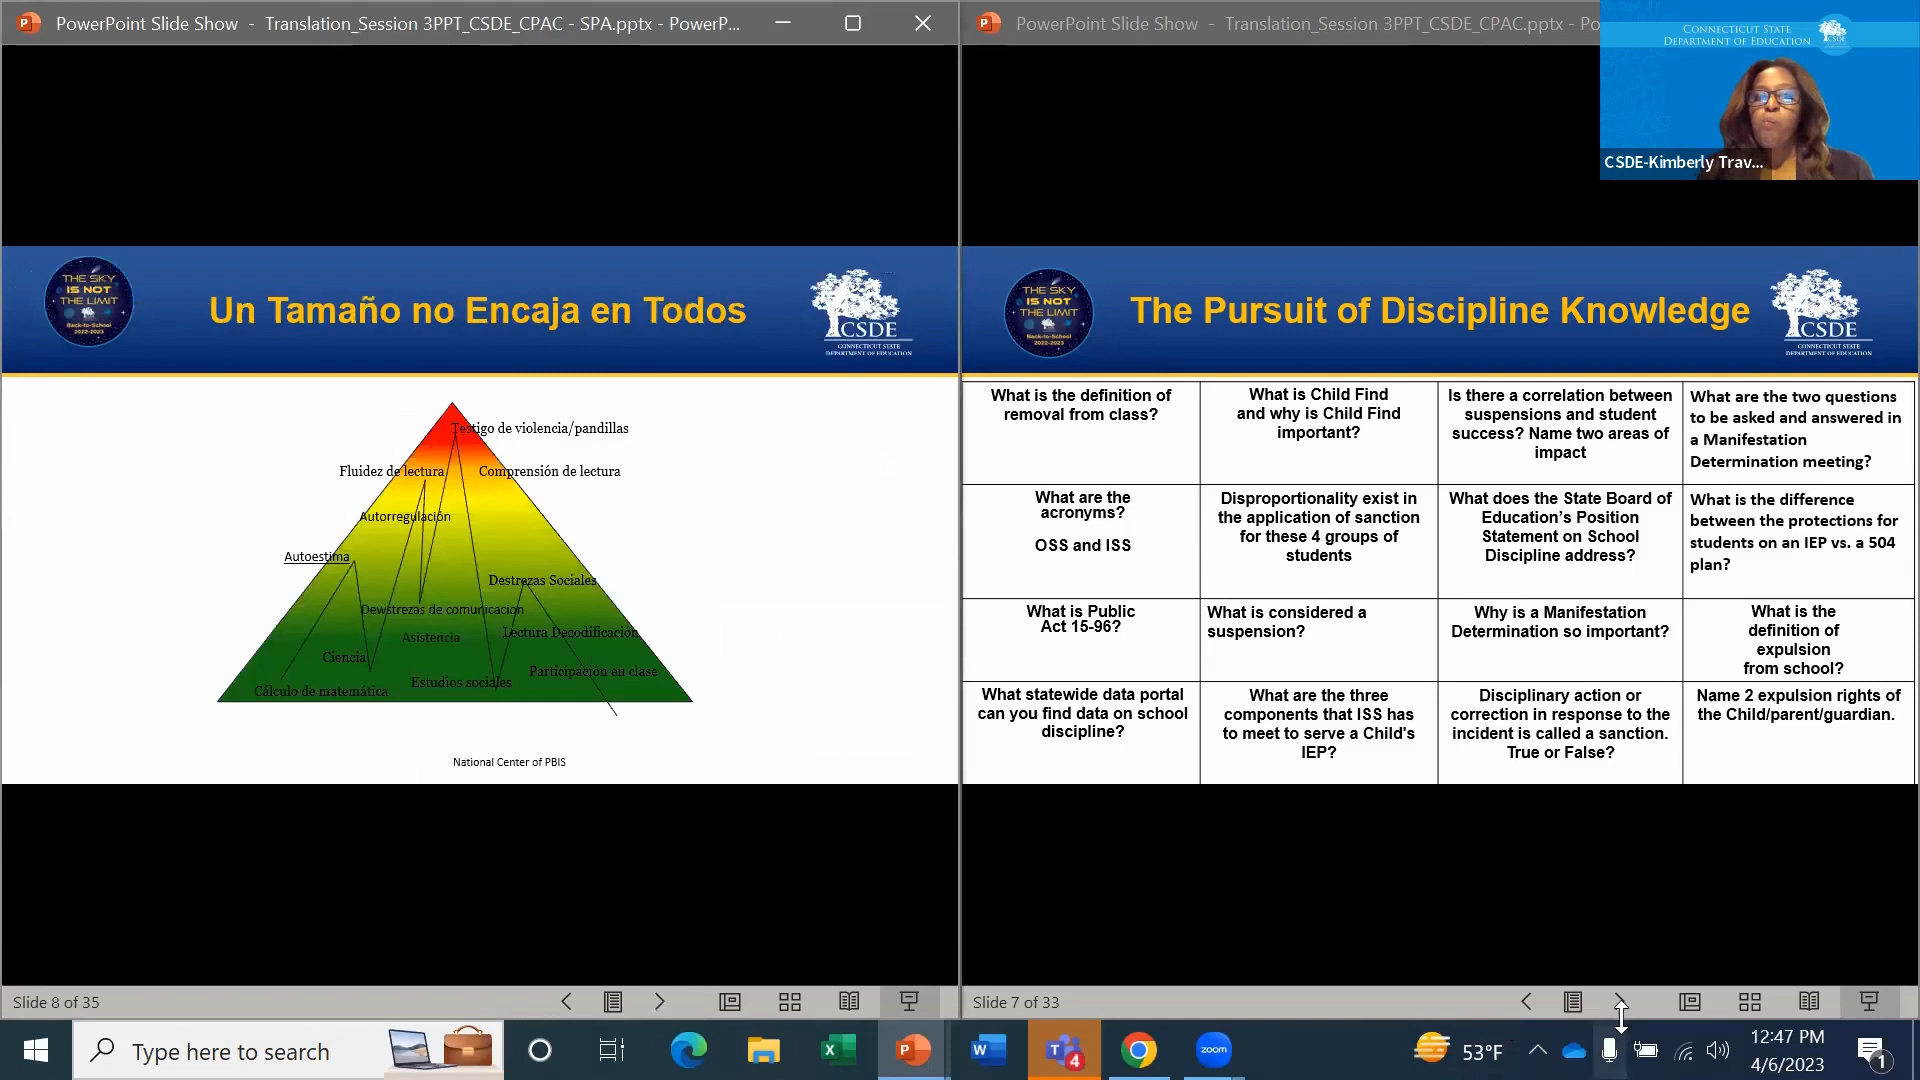 PowerPoint Slide Show - Translation_Session 3PPT_CSDE_CPAC - SPA.pptx - PowerP...
PowerPoint Slide Show - Translation_Session 3PPT_CSDE_CPAC.pptx - Po
CONNECTICUT STATE
DEPARTMENT OF EDUCATION
CSDE
CSDE-Kimberly Trav...
THE SKY
IS NOT
THE LIMIT
Back-to-School
2022-2023
Un Tamaño no Encaja en Todos
CSDE
CONNECTICUT STATE
DEPARTMENT OF EDUCATION
Testigo de violencia/pandillas
Fluidez de lectura
Comprensión de lectura
Autorregulación
Autoestima
Destrezas Sociales
Dewstrezas de comunicacion
Asistencia
Lectura Decodificación
Ciencia
Participación en clase
Estudios sociales
Cálculo de matemática
National Center of PBIS
THE SKY
IS NOT
THE LIMIT
Back-to-School
2022-2023
The Pursuit of Discipline Knowledge
CSDE
CONNECTICUT STATE
DEPARTMENT OF EDUCATION
What is the definition of
removal from class?
What is Child Find
and why is Child Find
important?
Is there a correlation between
suspensions and student
success? Name two areas of
impact
What are the two questions
to be asked and answered in
a Manifestation
Determination meeting?
What are the
acronyms?
OSS and ISS
Disproportionality exist in
the application of sanction
for these 4 groups of
students
What does the State Board of
Education’s Position
Statement on School
Discipline address?
What is the difference
between the protections for
students on an IEP vs. a 504
plan?
What is Public
Act 15-96?
What is considered a
suspension?
Why is a Manifestation
Determination so important?
What is the
definition of
expulsion
from school?
What statewide data portal
can you find data on school
discipline?
What are the three
components that ISS has
to meet to serve a Child's
IEP?
Disciplinary action or
correction in response to the
incident is called a sanction.
True or False?
Name 2 expulsion rights of
the Child/parent/guardian.
Slide 8 of 35
Slide 7 of 33
Type here to search
zoom
4
53°F
12:47 PM
4/6/2023
1